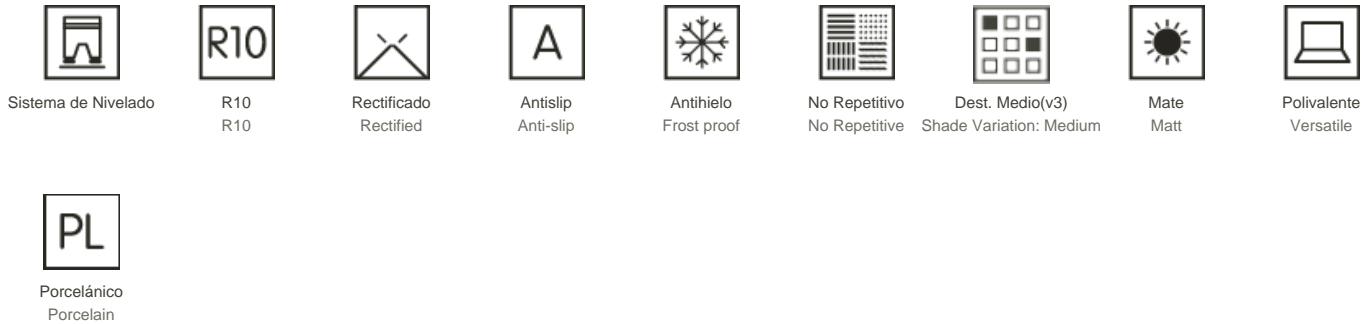 R10
A
Sistema de Nivelado
R10
Rectificado
Antislip
Antihielo
No Repetitivo
Dest. Medio(v3)
Mate
Polivalente
R10
Rectified
Anti-slip
Frost proof
No Repetitive
Shade Variation: Medium
Matt
Versatile
PL
Porcelánico
Porcelain